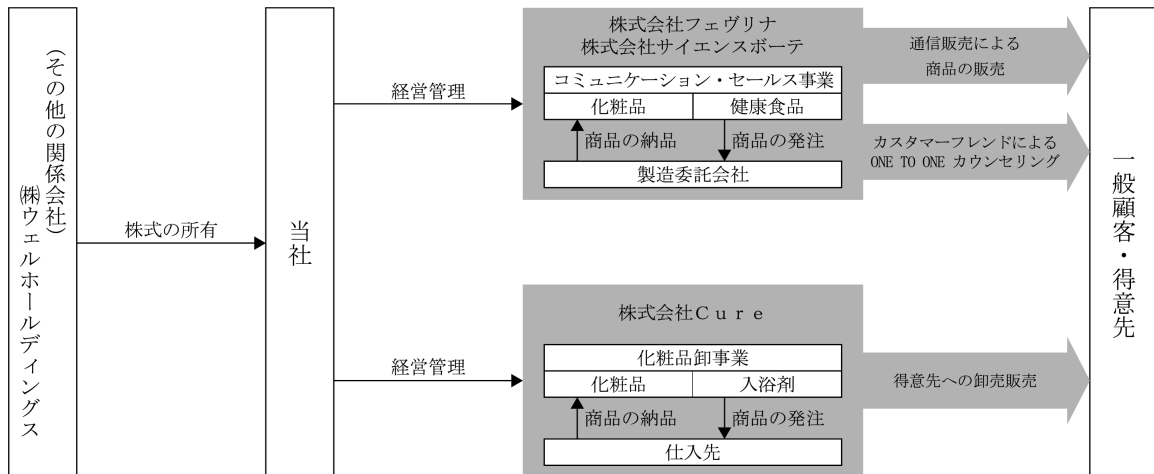 (その他の関係会社)
㈱ウェルホールディングス
株式の所有
当社
経営管理
株式会社フェヴリナ
株式会社サイエンスボーテ
コミュニケーション・セールス事業
化粧品
健康食品
商品の納品
商品の発注
製造委託会社
通信販売による
商品の販売
カスタマーフレンドによる
ONE TO ONE カウンセリング
経営管理
株式会社Cure
化粧品卸事業
化粧品
入浴剤
商品の納品
商品の発注
仕入先
得意先への卸売販売
一般顧客・得意先